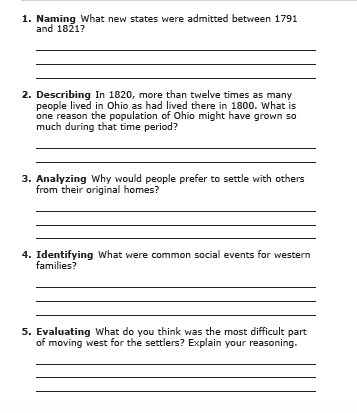 1. Naming What new states were admitted between 1791
and 1821?
2. Describing In 1820, more than twelve times as many
people lived in Ohio as had lived there in 1800. What is
one reason the population of Ohio might have grown so
much during that time period?
3. Analyzing Why would people prefer to settle with others
from their original homes?
4. Identifying What were common social events for western
families?
5. Evaluating What do you think was the most difficult part
of moving west for the settlers? Explain your reasoning.